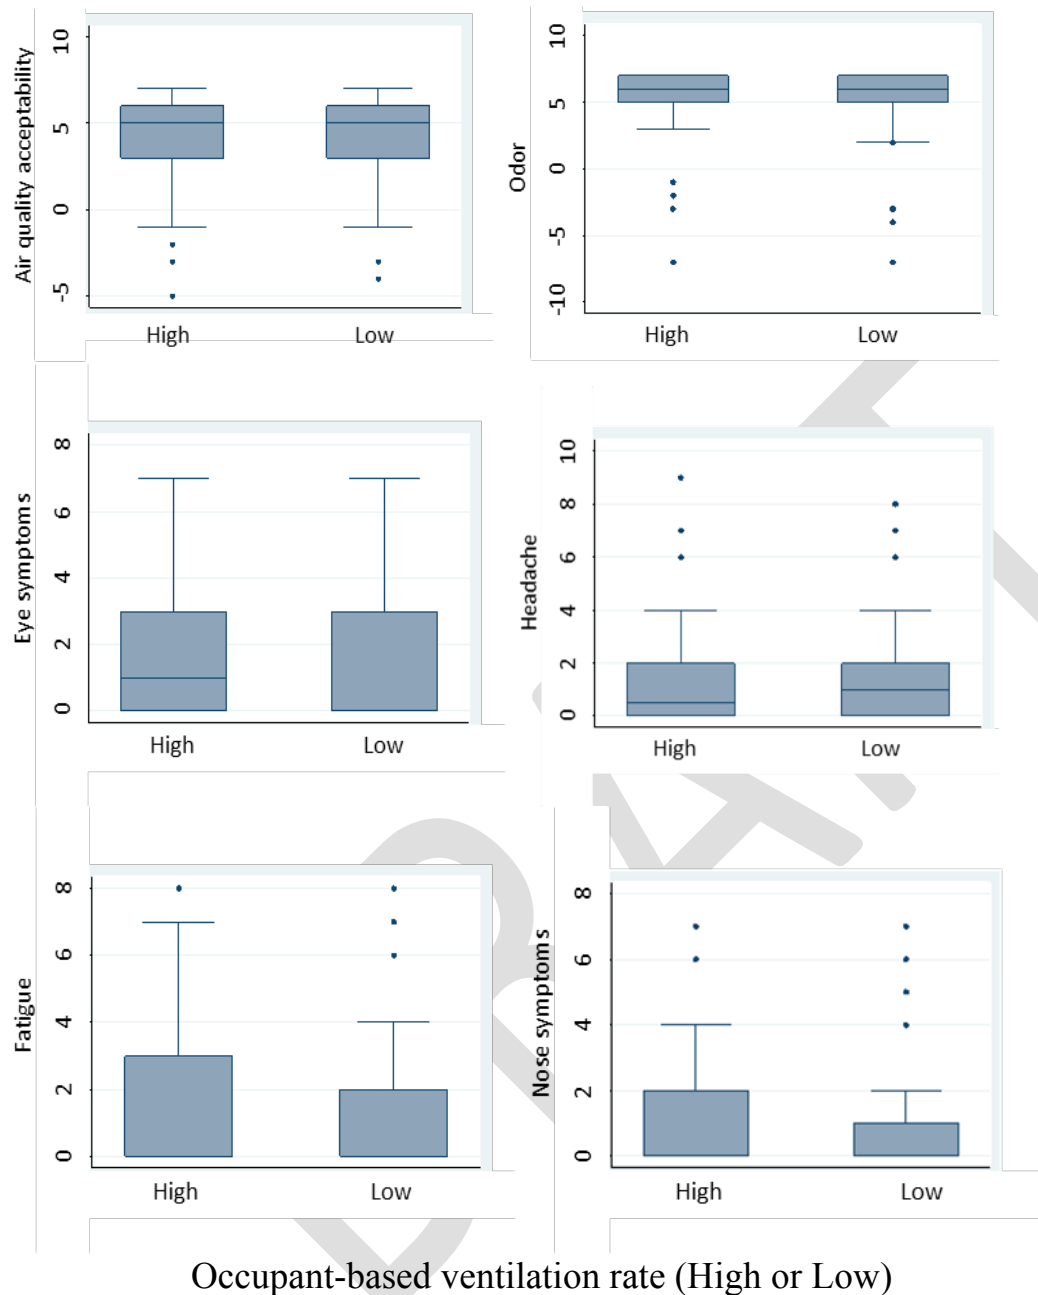 Air quality acceptability
10
5
0
-5
High Low
Odor
10
5
0
-5
-10
High Low
Eye symptoms
8
6
4
2
0
High Low
Headache
10
8
6
4
2
0
High Low
Fatigue
8
6
4
2
0
High Low
Nose symptoms
8
6
4
2
0
High Low
Occupant-based ventilation rate (High or Low)
DRAFT